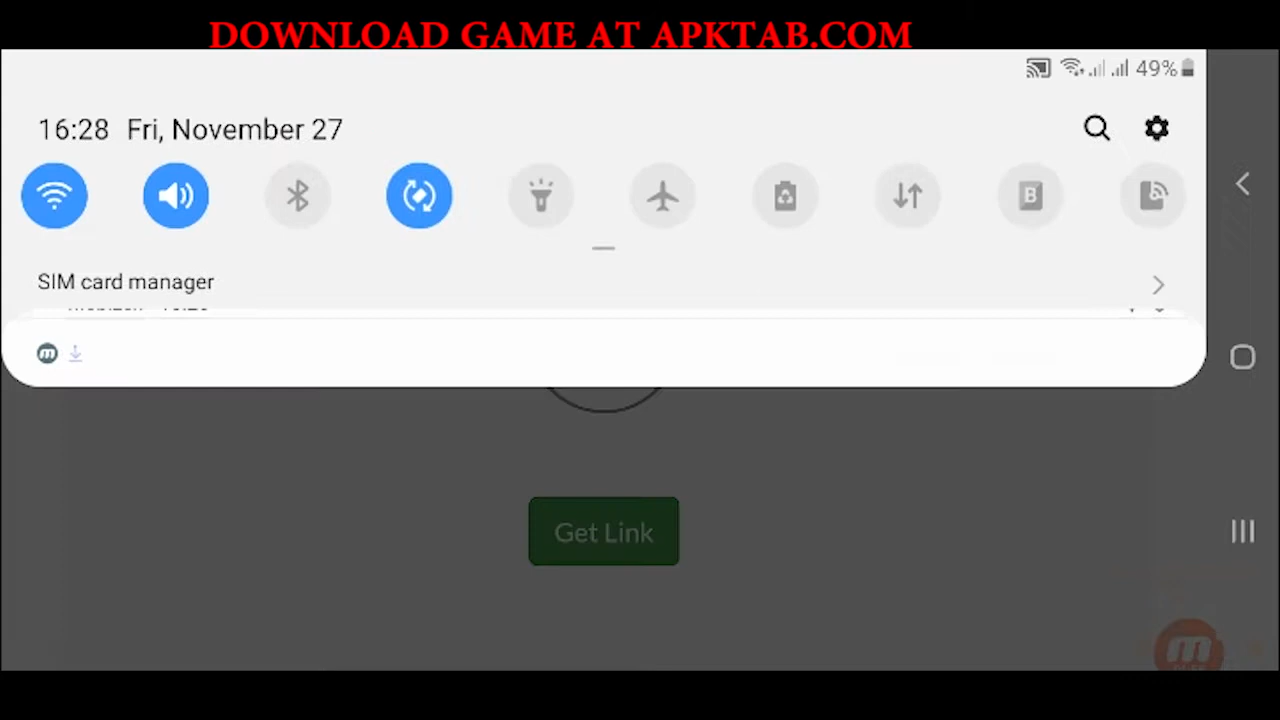 DOWNLOAD GAME AT APKTAB.COM
49%
16:28 Fri, November 27
B
SIM card manager
m
Get Link
m